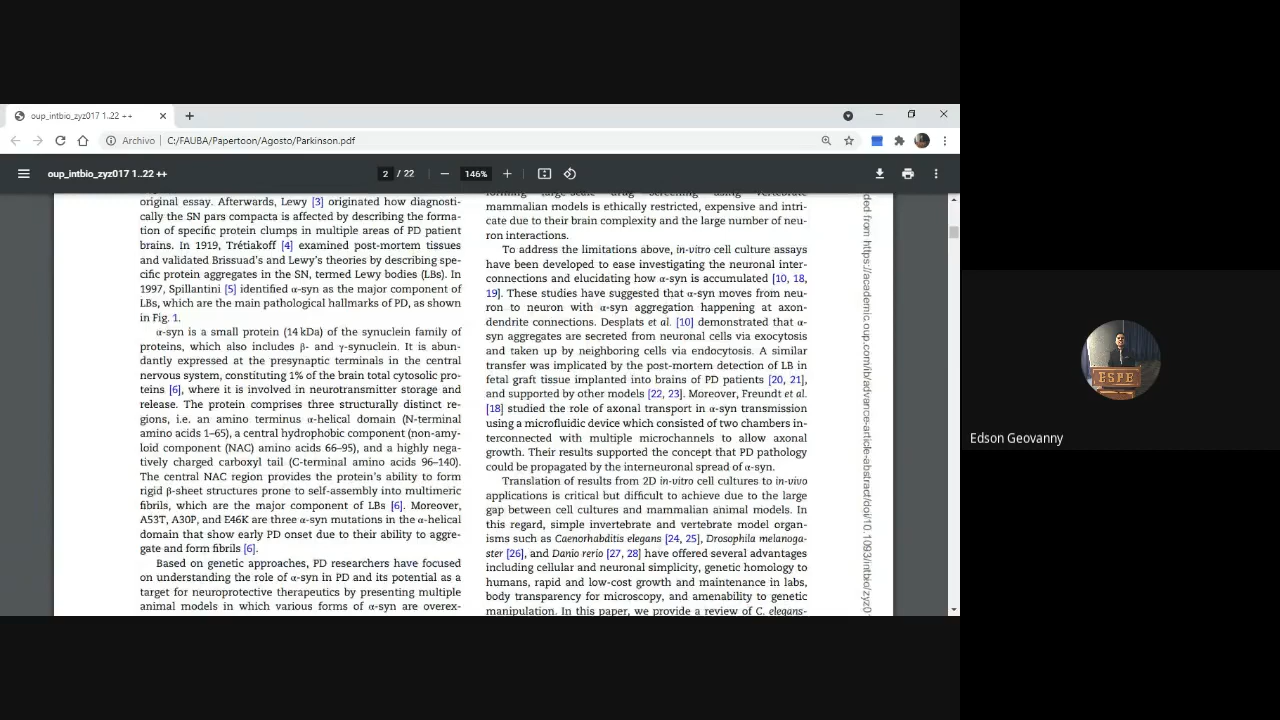 oup_intbio_zyz017 1..22 ++
Archivo
C:/FAUBA/Papertoon/Agosto/Parkinson.pdf
oup_intbio_zyz017 1..22 ++
2 / 22
146%
original essay. Afterwards, Lewy [3] originated how diagnosti-
cally the SN pars compacta is affected by describing the forma-
tion of specific protein clumps in multiple areas of PD patient
brains. In 1919, Trétiakoff [4] examined post-mortem tissues
and validated Brissuad's and Lewy's theories by describing spe-
cific protein aggregates in the SN, termed Lewy bodies (LBs). In
1997, Spillantini [5] identified α-syn as the major component of
LBs, which are the main pathological hallmarks of PD, as shown
in Fig. 1.
α-syn is a small protein (14 kDa) of the synuclein family of
proteins, which also includes β- and γ-synuclein. It is abun-
dantly expressed at the presynaptic terminals in the central
nervous system, constituting 1% of the brain total cytosolic pro-
teins [6], where it is involved in neurotransmitter storage and
release. The protein comprises three structurally distinct re-
gions, i.e. an amino terminus α-helical domain (N-terminal
amino acids 1–65), a central hydrophobic component (non-amy-
loid component (NAC) amino acids 66–95), and a highly nega-
tively charged carboxyl tail (C-terminal amino acids 96–140).
The central NAC region provides the protein's ability to form
rigid β-sheet structures prone to self-assembly into multimeric
fibrils, which are the major component of LBs [6]. Moreover,
A53T, A30P, and E46K are three α-syn mutations in the α-helical
domain that show early PD onset due to their ability to aggre-
gate and form fibrils [6].
Based on genetic approaches, PD researchers have focused
on understanding the role of α-syn in PD and its potential as a
target for neuroprotective therapeutics by presenting multiple
animal models in which various forms of α-syn are overex-
forming large-scale drug screening using vertebrate
mammalian models is ethically restricted, expensive and intri-
cate due to their brain complexity and the large number of neu-
ron interactions.
To address the limitations above, in-vitro cell culture assays
have been developed to ease investigating the neuronal inter-
connections and elucidating how α-syn is accumulated [10, 18,
19]. These studies have suggested that α-syn moves from neu-
ron to neuron with α-syn aggregation happening at axon-
dendrite connections. Desplats et al. [10] demonstrated that α-
syn aggregates are secreted from neuronal cells via exocytosis
and taken up by neighboring cells via endocytosis. A similar
transfer was implicated by the post-mortem detection of LB in
fetal graft tissue implanted into brains of PD patients [20, 21],
and supported by other models [22, 23]. Moreover, Freundt et al.
[18] studied the role of axonal transport in α-syn transmission
using a microfluidic device which consisted of two chambers in-
terconnected with multiple microchannels to allow axonal
growth. Their results supported the concept that PD pathology
could be propagated by the interneuronal spread of α-syn.
Translation of results from 2D in-vitro cell cultures to in-vivo
applications is critical but difficult to achieve due to the large
gap between cell cultures and mammalian animal models. In
this regard, simple invertebrate and vertebrate model organ-
isms such as Caenorhabditis elegans [24, 25], Drosophila melanoga-
ster [26], and Danio rerio [27, 28] have offered several advantages
including cellular and neuronal simplicity, genetic homology to
humans, rapid and low-cost growth and maintenance in labs,
body transparency for microscopy, and amenability to genetic
manipulation. In this paper, we provide a review of C. elegans-
ded from https://academic.oup.com/ib/advance-article-abstract/doi/10.1093/intbio/zyz0
ESPE
Edson Geovanny